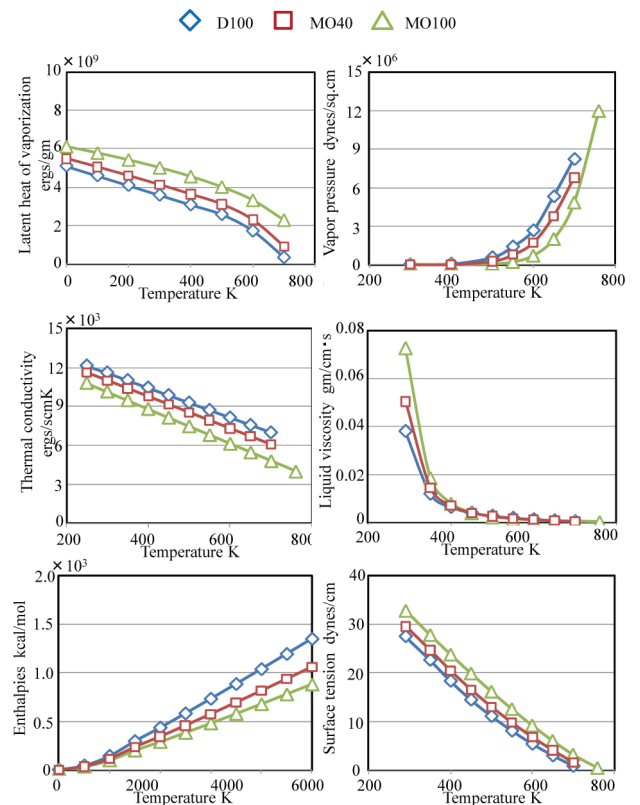 D100 MO40 MO100
× 10⁹
10
8
6
4
2
0
Latent heat of vaporization
ergs/gm
0 200 400 600 800
Temperature K
× 10⁶
15
12
9
6
3
0
Vapor pressure dynes/sq.cm
200 400 600 800
Temperature K
× 10³
15
12
9
6
3
0
Thermal conductivity
ergs/scmK
200 400 600 800
Temperature K
0.08
0.06
0.04
0.02
0
Liquid viscosity gm/cm·s
200 400 600 800
Temperature K
× 10³
2.0
1.5
1.0
0.5
0
Enthalpies kcal/mol
0 2000 4000 6000
Temperature K
40
30
20
10
0
Surface tension dynes/cm
200 400 600 800
Temperature K